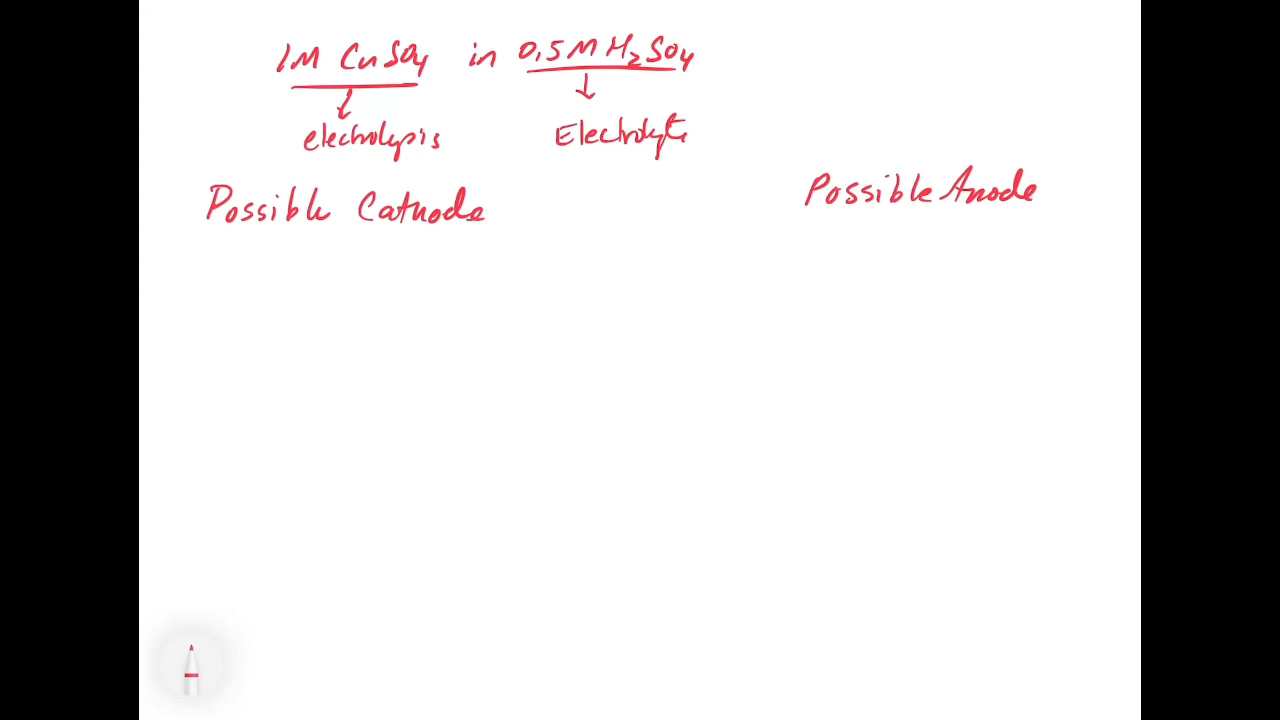 1M CuSO4 in 0,5M H2SO4
electrolysis Electrolyte
Possible Cathode Possible Anode